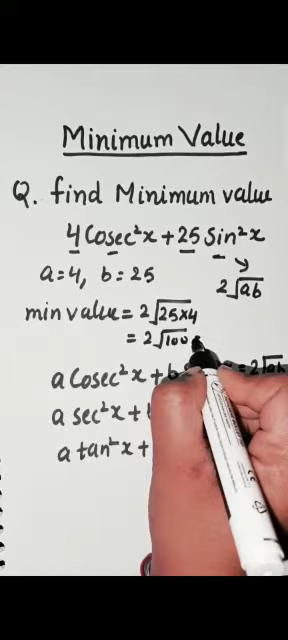 Minimum Value
Q. find Minimum value
4 Cosec²x + 25 Sin²x
a=4, b=25
2√ab
min value = 2√25×4
= 2√100
a Cosec²x + b = 2√ab
a sec²x +
a tan²x +